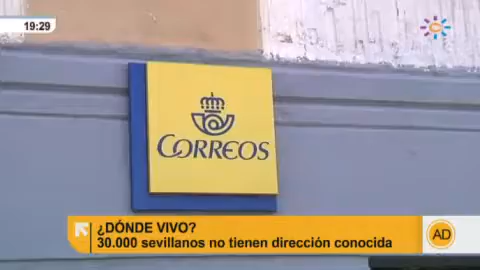 19:29
CORREOS
¿DÓNDE VIVO?
30.000 sevillanos no tienen dirección conocida
AD